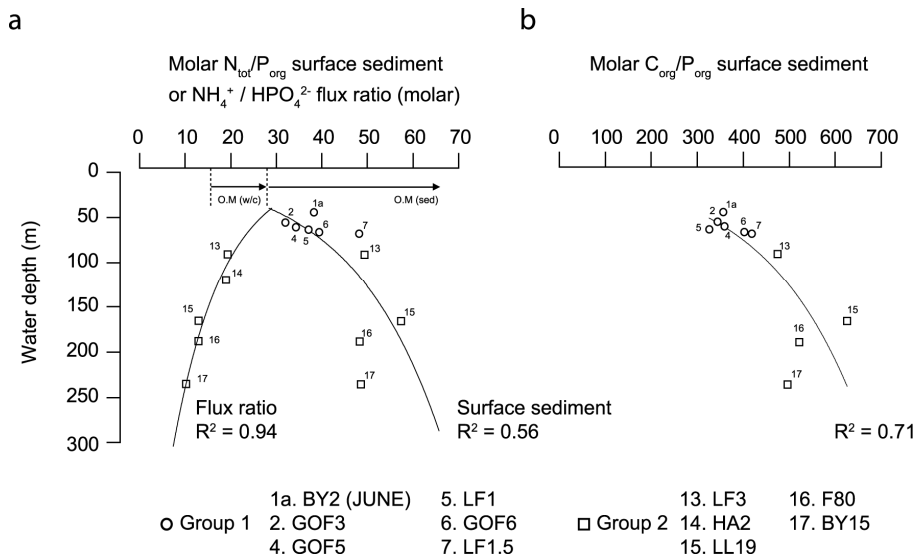 a
Molar Nₜₒₜ/Pₒᵣg surface sediment
or NH₄⁺ / HPO₄²⁻ flux ratio (molar)
0 10 20 30 40 50 60 70
Water depth (m)
0
50
100
150
200
250
300
O.M (w/c)
O.M (sed)
1a
2
4
5
6
7
13
13
14
15
15
16
16
17
17
Flux ratio
R² = 0.94
Surface sediment
R² = 0.56
b
Molar Cₒᵣg/Pₒᵣg surface sediment
0 100 200 300 400 500 600 700
1a
2
5
4
6
7
13
15
16
17
R² = 0.71
Group 1
1a. BY2 (JUNE)
2. GOF3
4. GOF5
5. LF1
6. GOF6
7. LF1.5
Group 2
13. LF3
14. HA2
15. LL19
16. F80
17. BY15